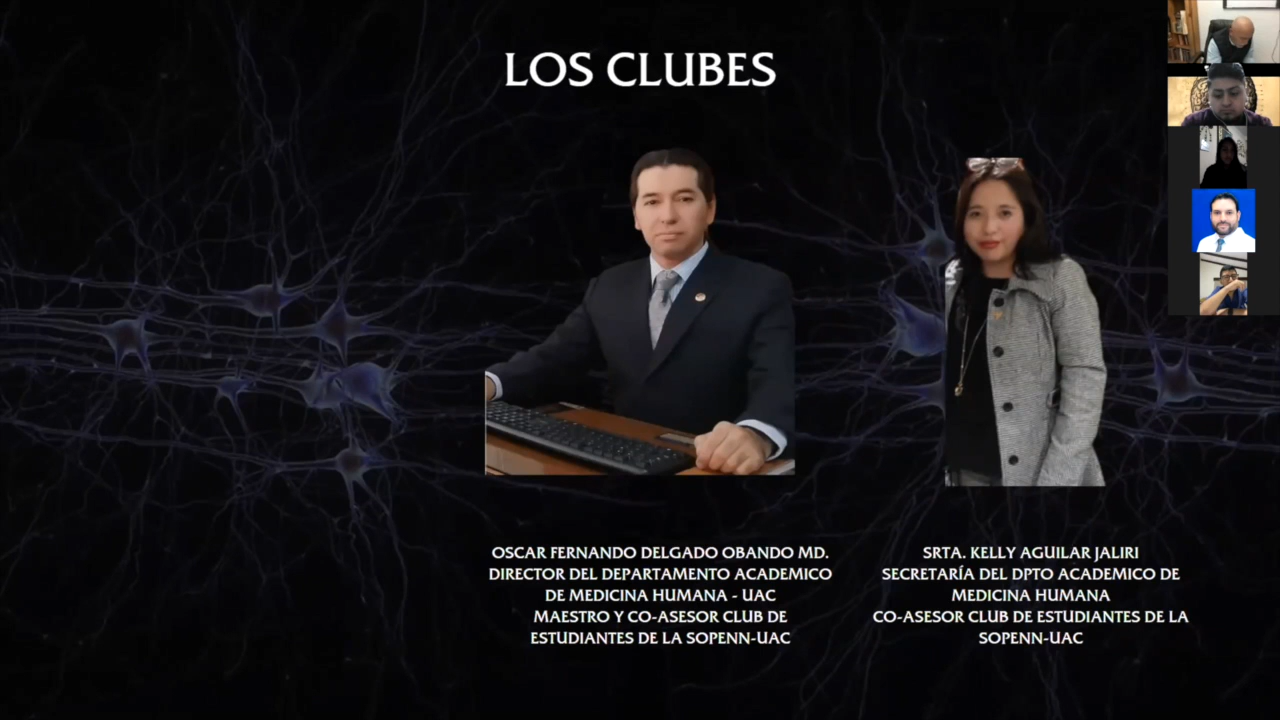 LOS CLUBES
OSCAR FERNANDO DELGADO OBANDO MD.
DIRECTOR DEL DEPARTAMENTO ACADEMICO
DE MEDICINA HUMANA - UAC
MAESTRO Y CO-ASESOR CLUB DE
ESTUDIANTES DE LA SOPENN-UAC
SRTA. KELLY AGUILAR JALIRI
SECRETARÍA DEL DPTO ACADEMICO DE
MEDICINA HUMANA
CO-ASESOR CLUB DE ESTUDIANTES DE LA
SOPENN-UAC